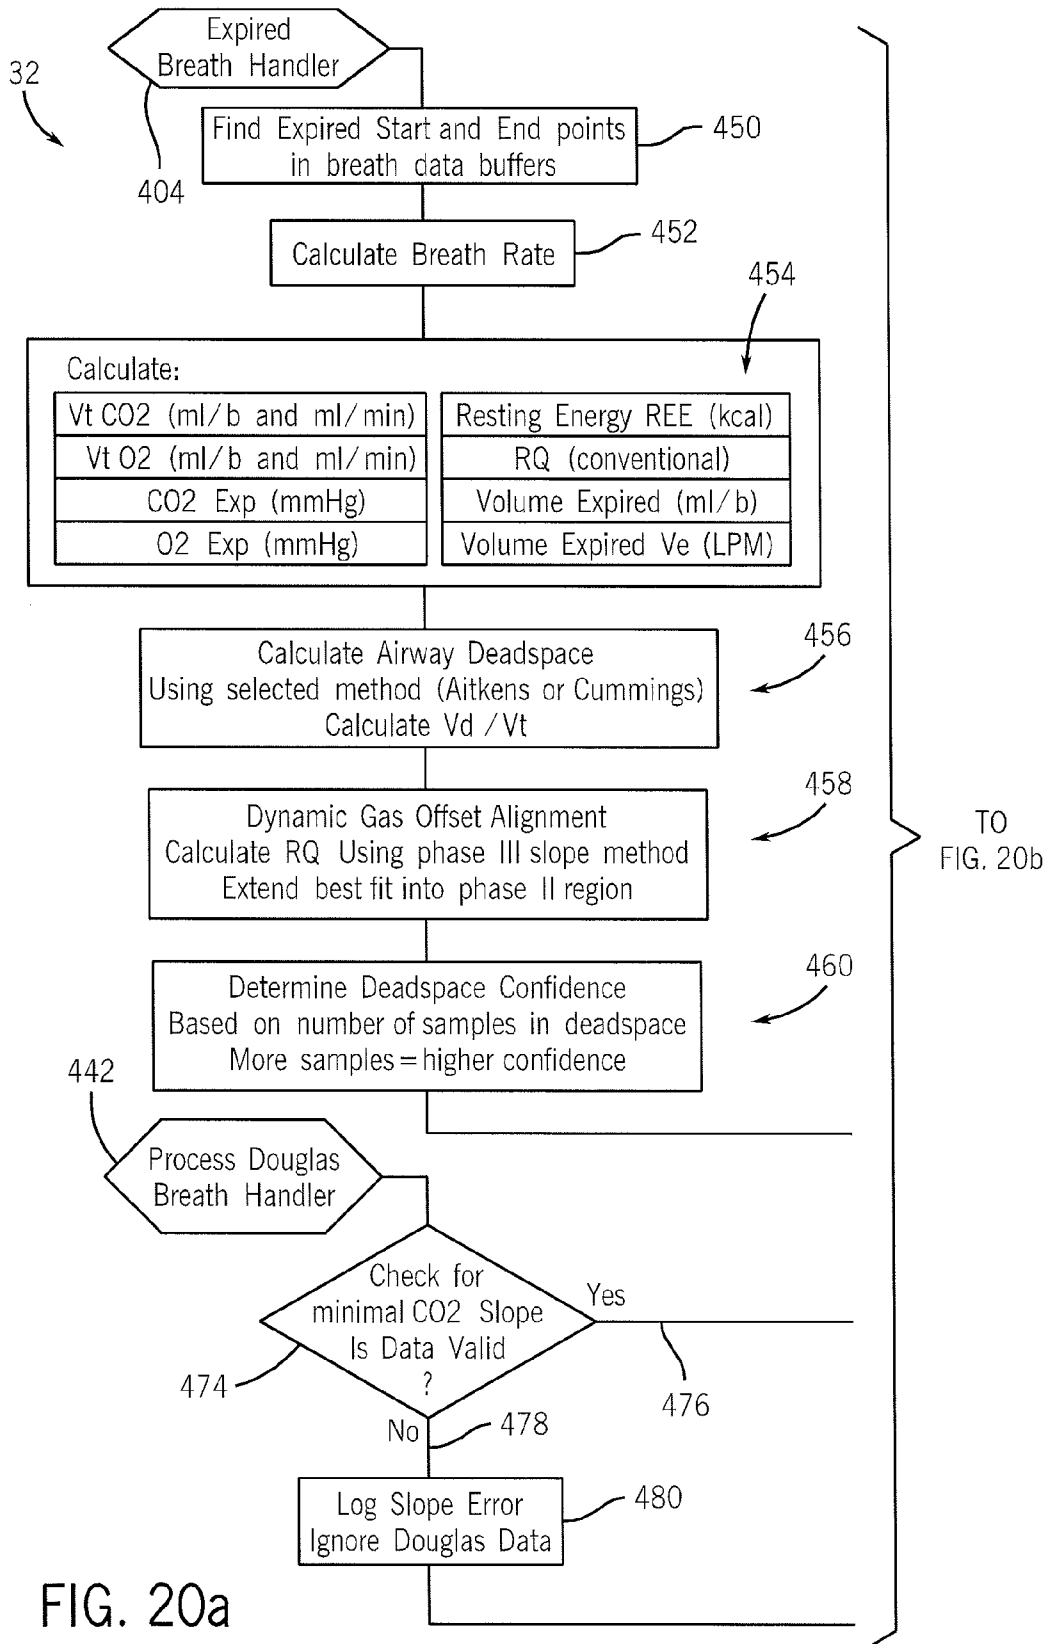 Expired
Breath Handler
32
404
Find Expired Start and End points
in breath data buffers
450
Calculate Breath Rate
452
454
Calculate:
Vt CO2 (ml/b and ml/min)
Vt O2 (ml/b and ml/min)
CO2 Exp (mmHg)
O2 Exp (mmHg)
Resting Energy REE (kcal)
RQ (conventional)
Volume Expired (ml/b)
Volume Expired Ve (LPM)
Calculate Airway Deadspace
Using selected method (Aitkens or Cummings)
Calculate Vd /Vt
456
Dynamic Gas Offset Alignment
Calculate RQ Using phase III slope method
Extend best fit into phase II region
458
TO
FIG. 20b
Determine Deadspace Confidence
Based on number of samples in deadspace
More samples = higher confidence
460
442
Process Douglas
Breath Handler
Check for
minimal CO2 Slope
Is Data Valid
?
474
Yes
476
No
478
Log Slope Error
Ignore Douglas Data
480
FIG. 20a